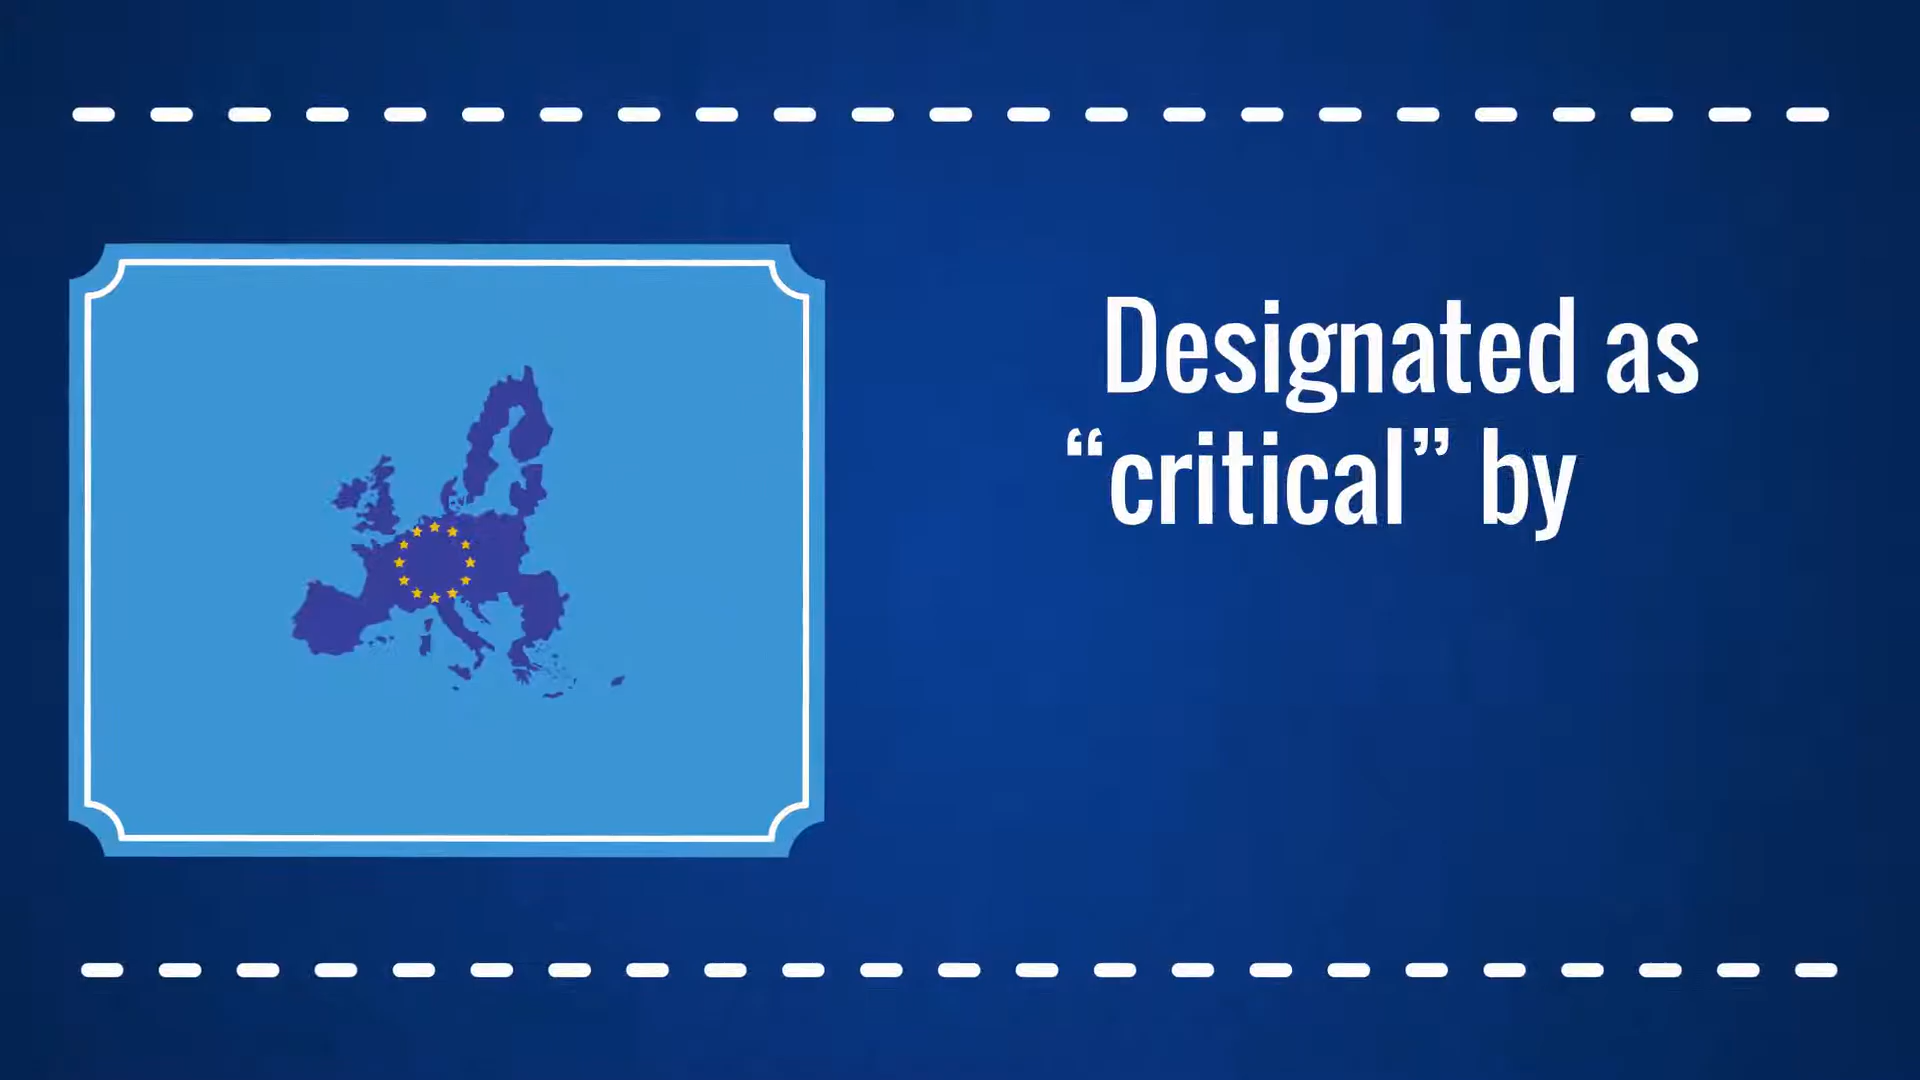 Designated as
“critical” by